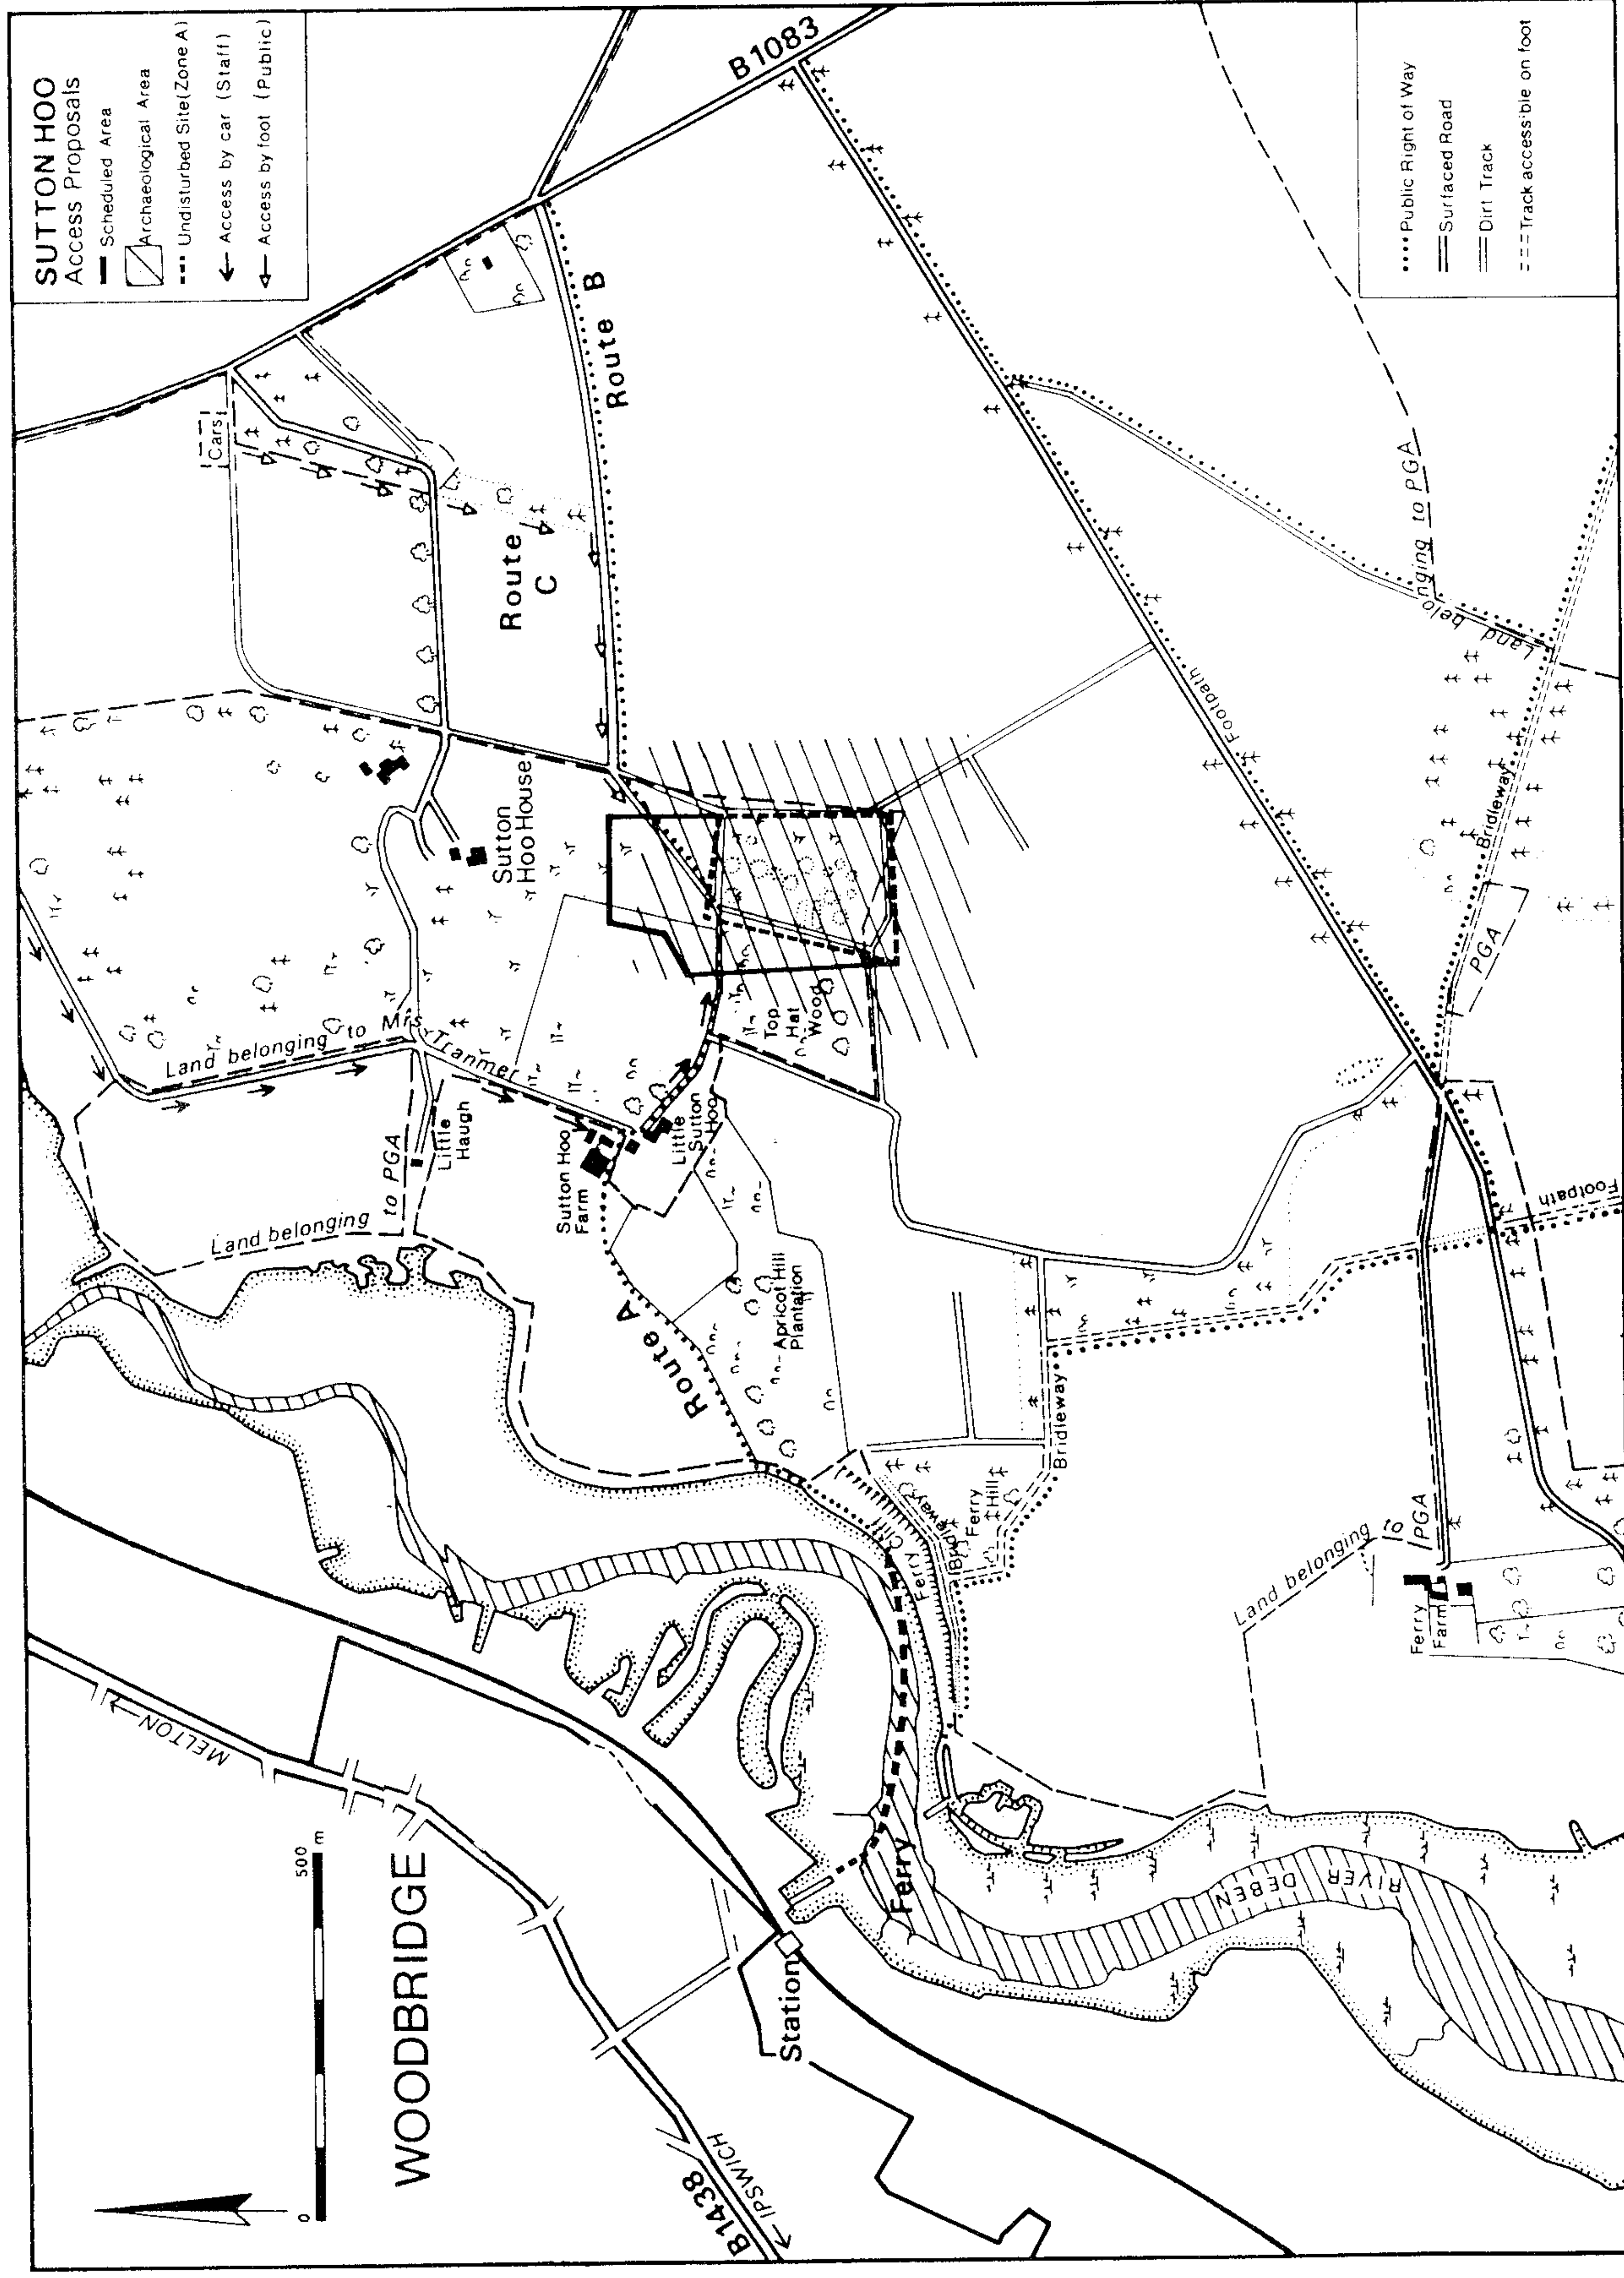 SUTTON HOO
Access Proposals
Scheduled Area
Archaeological Area
Undisturbed Site (Zone A)
Access by car (Staff)
Access by foot (Public)
WOODBRIDGE
0
500 m
MELTON
B1438
IPSWICH
Station
Ferry
RIVER
DEBEN
B1083
Cars
Route
C
Route B
Route A
Sutton
Hoo House
Land belonging to Mrs Tranmer
Little
Haugh
Land belonging to PGA
Sutton Hoo
Farm
Little
Sutton
Hoo
Top
Hat
Wood
Apricot Hill
Plantation
Ferry Cliff
Bridleway
Ferry
Hill
Bridleway
Footpath
Land belonging to PGA
Bridleway
PGA
Footpath
Land belonging to PGA
Ferry
Farm
Public Right of Way
Surfaced Road
Dirt Track
Track accessible on foot